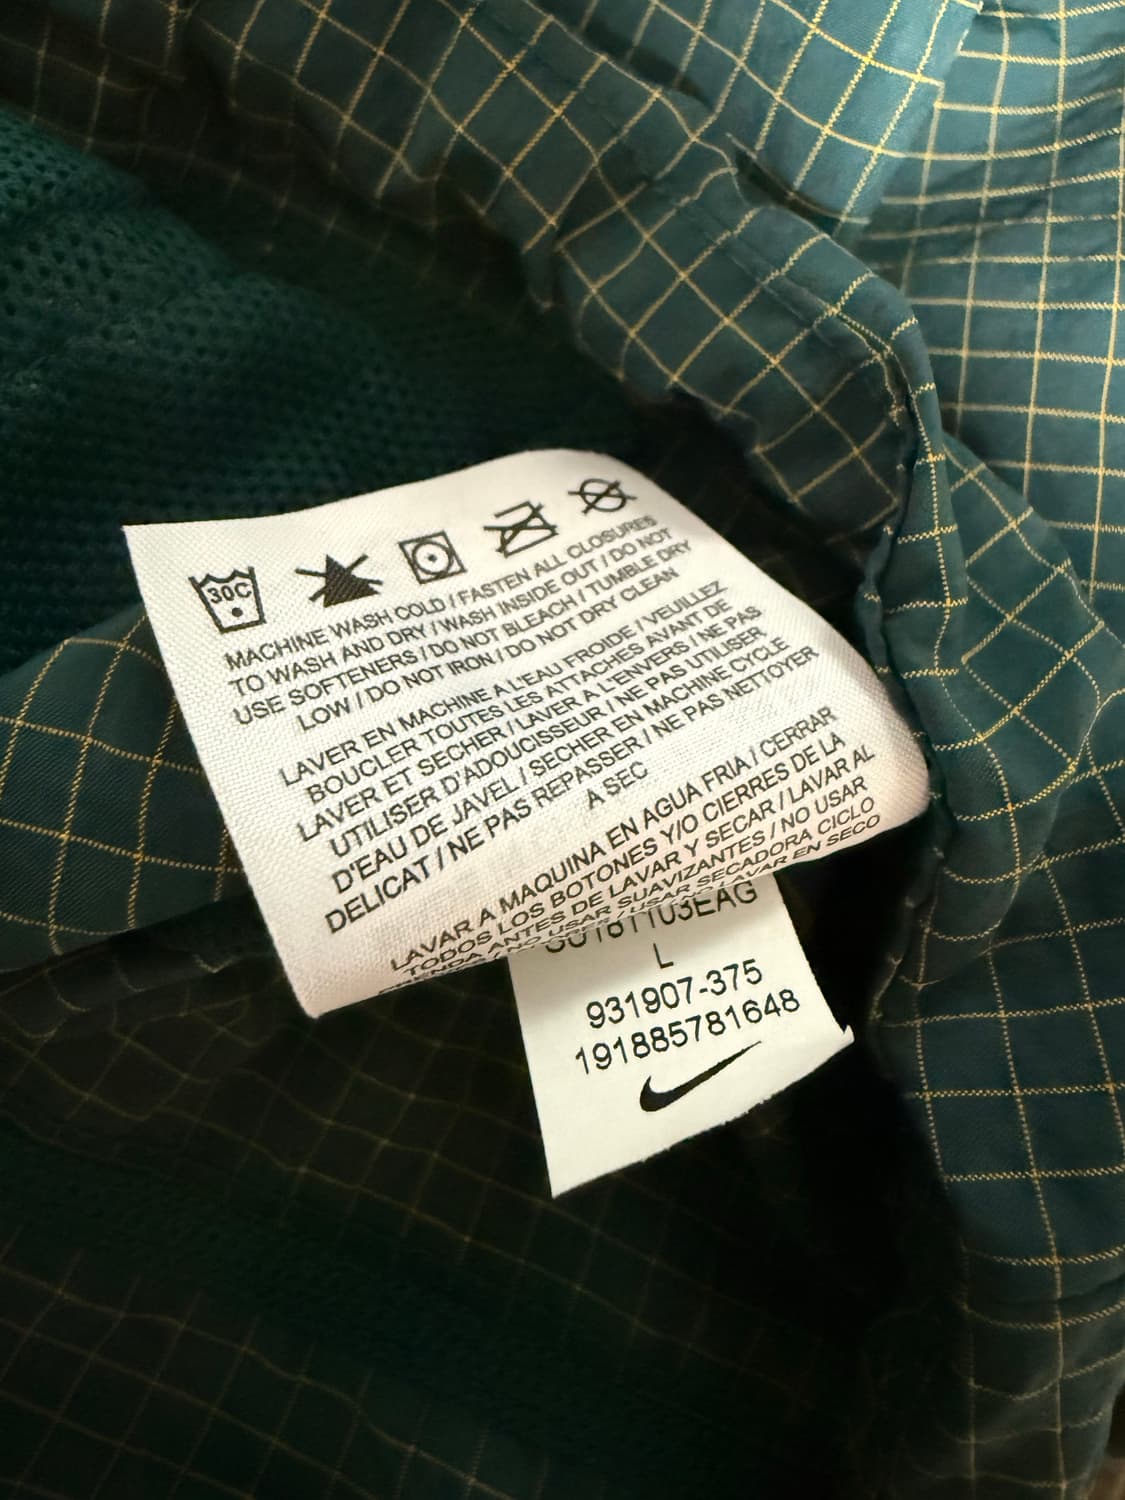 30C
MACHINE WASH COLD / FASTEN ALL CLOSURES
TO WASH AND DRY / WASH INSIDE OUT / DO NOT
USE SOFTENERS / DO NOT BLEACH / TUMBLE DRY
LOW / DO NOT IRON / DO NOT DRY CLEAN
LAVER EN MACHINE A L'EAU FROIDE / VEUILLEZ
BOUCLER TOUTES LES ATTACHES AVANT DE
LAVER ET SECHER / LAVER A L'ENVERS / NE PAS
UTILISER D'ADOUCISSEUR / NE PAS UTILISER
D'EAU DE JAVEL / SECHER EN MACHINE CYCLE
DELICAT / NE PAS REPASSER / NE PAS NETTOYER
A SEC
LAVAR A MAQUINA EN AGUA FRIA / CERRAR
TODOS LOS BOTONES Y/O CIERRES DE LA
PRENDA ANTES DE LAVAR Y SECAR / LAVAR AL
/ NO USAR SUAVIZANTES / NO USAR
/ USAR SECADORA CICLO
LAVAR EN SECO
L
931907-375
191885781648